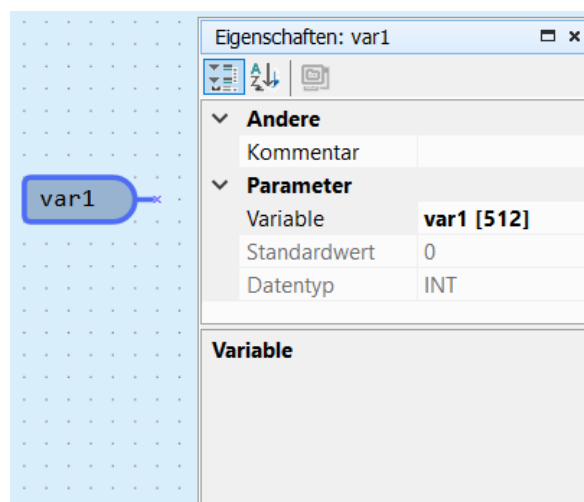 Eigenschaften: var1
Andere
Kommentar
var1
Parameter
Variable var1 [512]
Standardwert 0
Datentyp INT
Variable